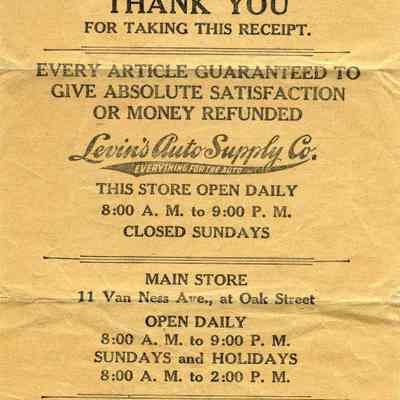 THANK YOU
FOR TAKING THIS RECEIPT.
EVERY ARTICLE GUARANTEED TO
GIVE ABSOLUTE SATISFACTION
OR MONEY REFUNDED
Levin's Auto Supply Co.
EVERYTHING FOR THE AUTO
THIS STORE OPEN DAILY
8:00 A. M. to 9:00 P. M.
CLOSED SUNDAYS
MAIN STORE
11 Van Ness Ave., at Oak Street
OPEN DAILY
8:00 A. M. to 9:00 P. M.
SUNDAYS and HOLIDAYS
8:00 A. M. to 2:00 P. M.